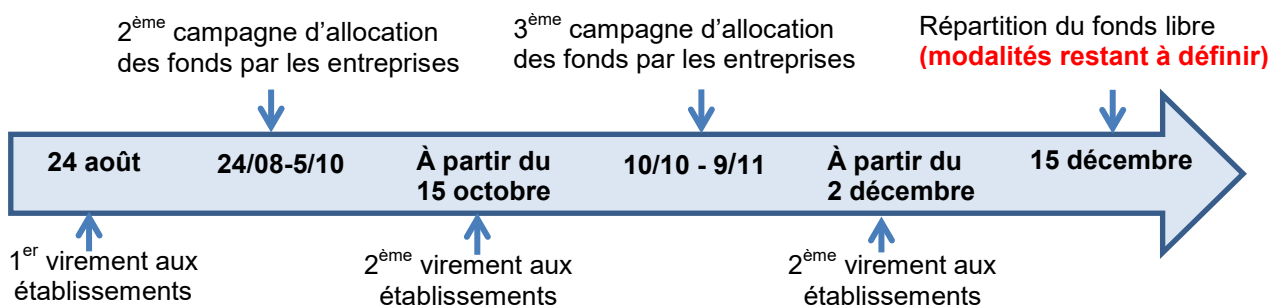 2ème campagne d’allocation
des fonds par les entreprises
3ème campagne d’allocation
des fonds par les entreprises
Répartition du fonds libre
(modalités restant à définir)
24 août
24/08-5/10
À partir du
15 octobre
10/10 - 9/11
À partir du
2 décembre
15 décembre
1er virement aux
établissements
2ème virement aux
établissements
2ème virement aux
établissements